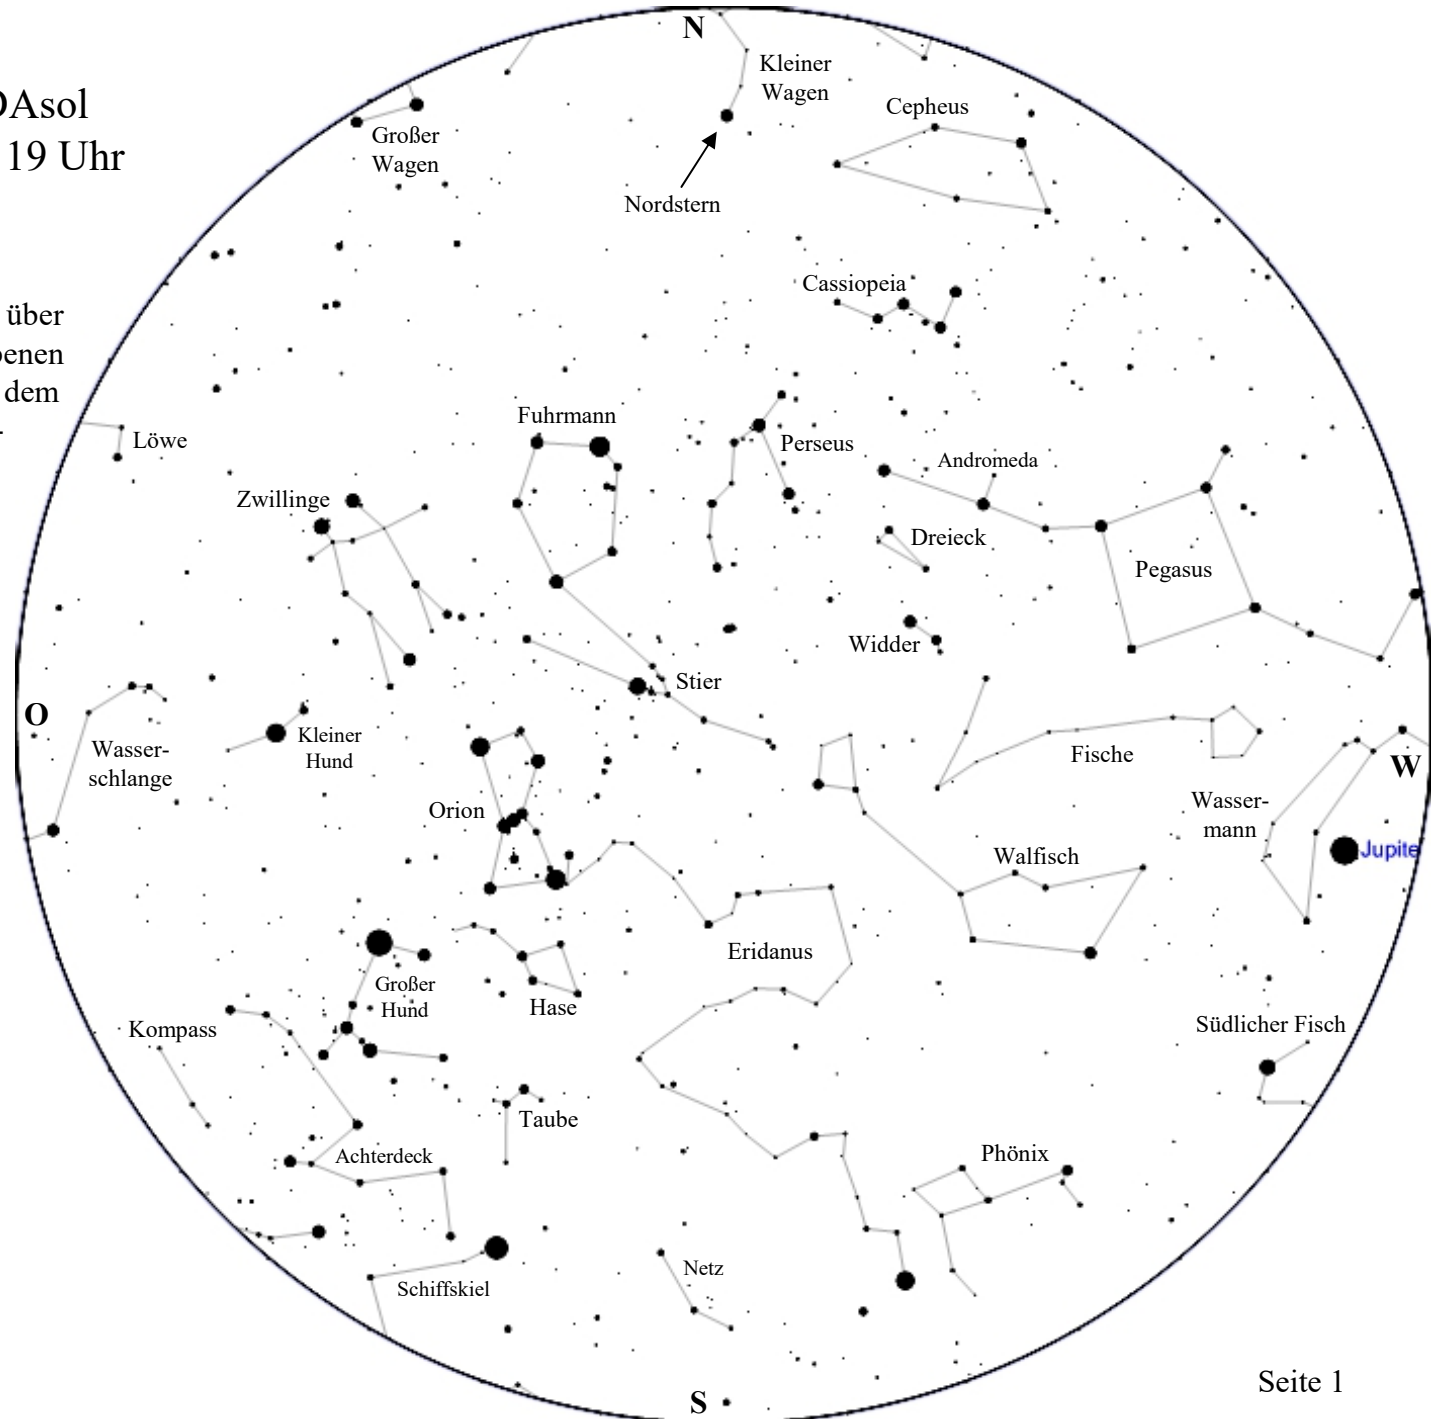 N
Kleiner
Wagen
Asol
19 Uhr
Cepheus
Großer
Wagen
Nordstern
Cassiopeia
über
dem
Fuhrmann
Löwe
Perseus
Andromeda
Zwillinge
Dreieck
Pegasus
Widder
Stier
O
Kleiner
Hund
Wasser-
schlange
Fische
W
Orion
Wasser-
mann
Walfisch
Jupite
Eridanus
Großer
Hund
Hase
Kompass
Südlicher Fisch
Taube
Achterdeck
Phönix
Netz
Schiffskiel
Seite 1
S